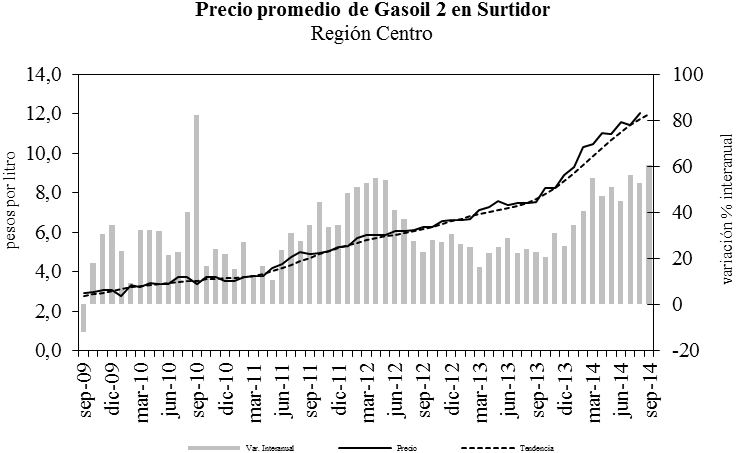 Precio promedio de Gasoil 2 en Surtidor
Región Centro
14,0
12,0
10,0
8,0
6,0
4,0
2,0
0,0
pesos por litro
100
80
60
40
20
0
-20
variación % interanual
sep-09
dic-09
mar-10
jun-10
sep-10
dic-10
mar-11
jun-11
sep-11
dic-11
mar-12
jun-12
sep-12
dic-12
mar-13
jun-13
sep-13
dic-13
mar-14
jun-14
sep-14
Var. Interanual Precio Tendencia